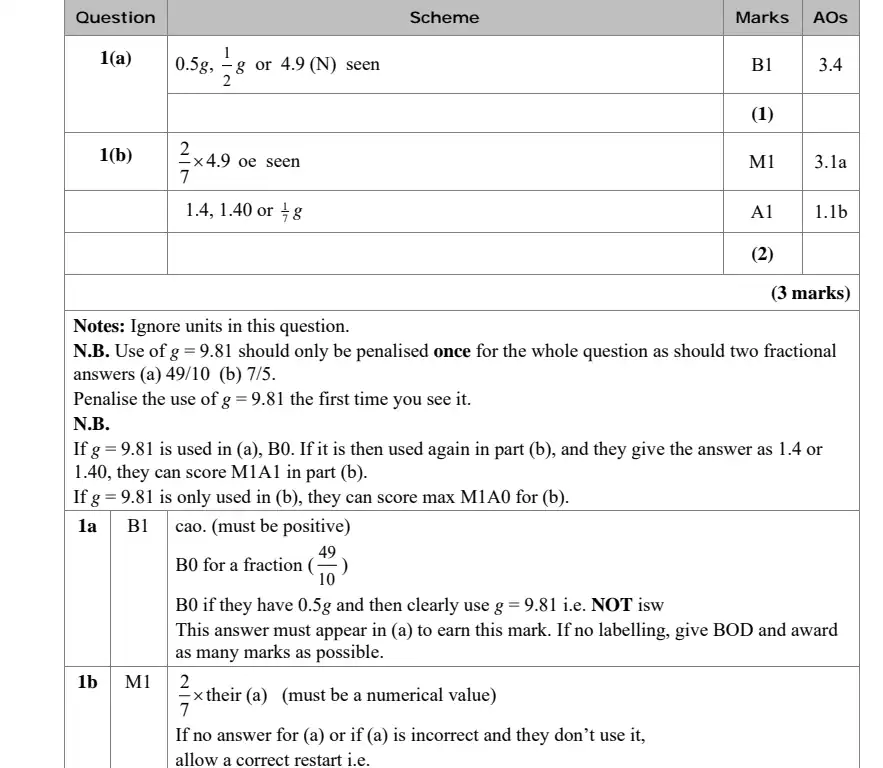 Question Scheme Marks AOs
1(a) 0.5g, 1/2 g or 4.9 (N) seen B1 3.4
(1)
1(b) 2/7 × 4.9 oe seen M1 3.1a
1.4, 1.40 or 1/7 g A1 1.1b
(2)
(3 marks)
Notes: Ignore units in this question.
N.B. Use of g = 9.81 should only be penalised once for the whole question as should two fractional
answers (a) 49/10 (b) 7/5.
Penalise the use of g = 9.81 the first time you see it.
N.B.
If g = 9.81 is used in (a), B0. If it is then used again in part (b), and they give the answer as 1.4 or
1.40, they can score M1A1 in part (b).
If g = 9.81 is only used in (b), they can score max M1A0 for (b).
1a B1 cao. (must be positive)
B0 for a fraction (49/10)
B0 if they have 0.5g and then clearly use g = 9.81 i.e. NOT isw
This answer must appear in (a) to earn this mark. If no labelling, give BOD and award
as many marks as possible.
1b M1 2/7 × their (a) (must be a numerical value)
If no answer for (a) or if (a) is incorrect and they don't use it,
allow a correct restart i.e.